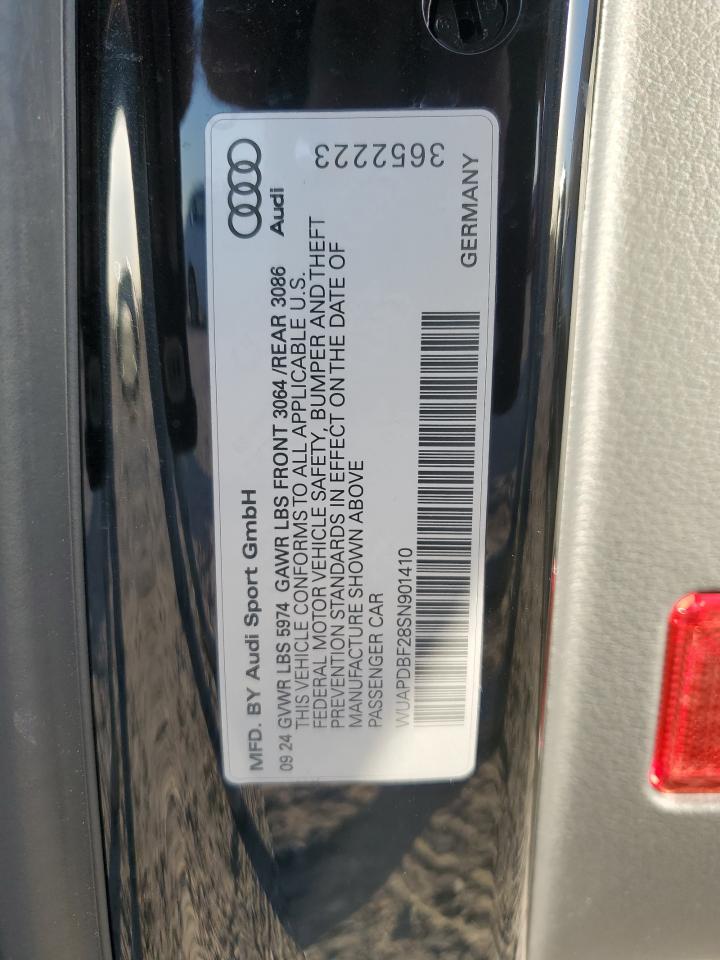 MFD. BY Audi Sport GmbH
Audi
09 24 GVWR LBS 5974 GAWR LBS FRONT 3064 /REAR 3086
THIS VEHICLE CONFORMS TO ALL APPLICABLE U.S.
FEDERAL MOTOR VEHICLE SAFETY, BUMPER AND THEFT
PREVENTION STANDARDS IN EFFECT ON THE DATE OF
MANUFACTURE SHOWN ABOVE
PASSENGER CAR
WUAPDBF28SN901410
3652223
GERMANY